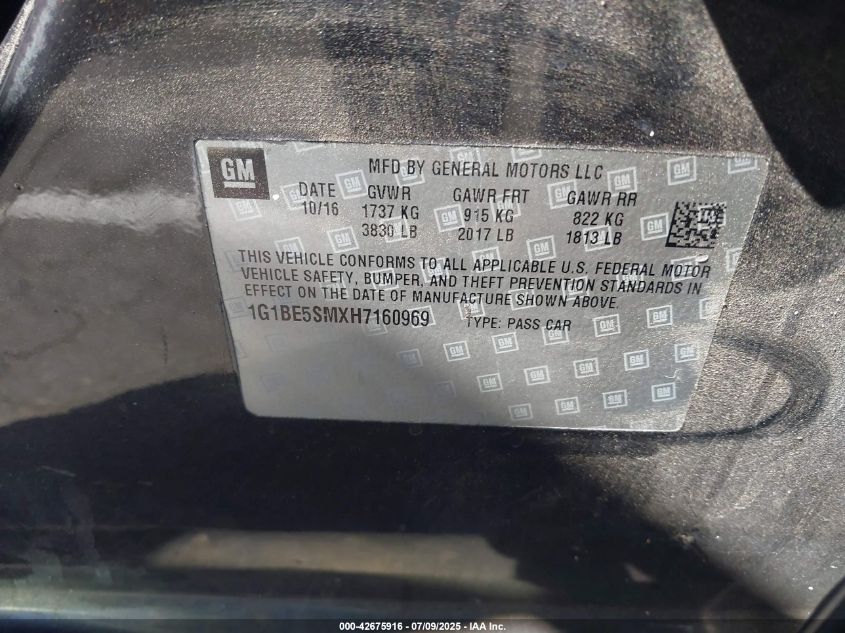 GM
MFD BY GENERAL MOTORS LLC
DATE GVWR GAWR FRT GAWR RR
10/16 1737 KG 915 KG 822 KG
3830 LB 2017 LB 1813 LB
THIS VEHICLE CONFORMS TO ALL APPLICABLE U.S. FEDERAL MOTOR
VEHICLE SAFETY, BUMPER, AND THEFT PREVENTION STANDARDS IN
EFFECT ON THE DATE OF MANUFACTURE SHOWN ABOVE.
1G1BE5SMXH7160969 TYPE: PASS CAR
000-42675916 | 07/09/2025 - IAA Inc.